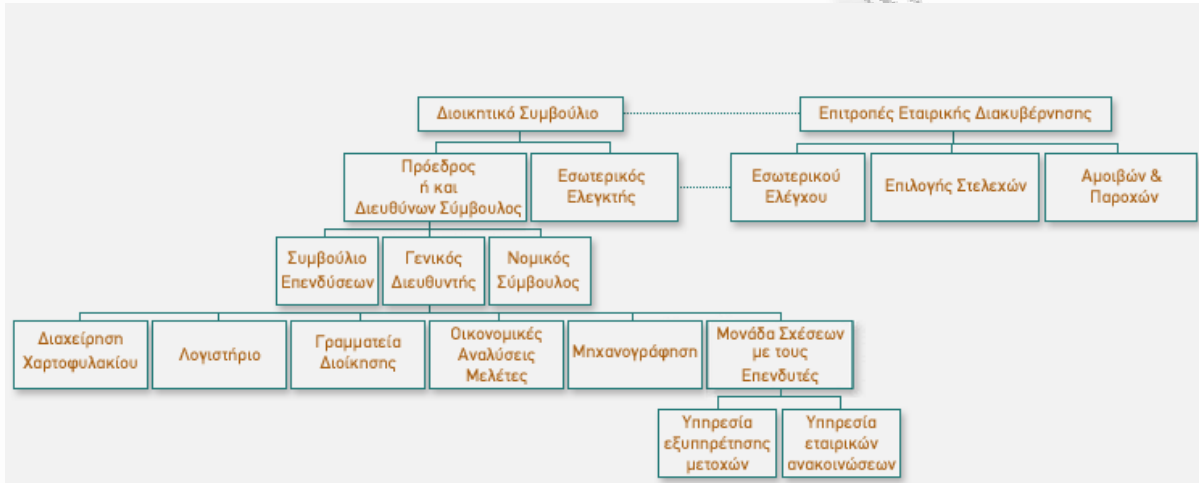 Διοικητικό Συμβούλιο
Επιτροπές Εταιρικής Διακυβέρνησης
Πρόεδρος
ή και
Διευθύνων Σύμβουλος
Εσωτερικός
Ελεγκτής
Εσωτερικού
Ελέγχου
Επιλογής Στελεχών
Αμοιβών &
Παροχών
Συμβούλιο
Επενδύσεων
Γενικός
Διευθυντής
Νομικός
Σύμβουλος
Διαχείρηση
Χαρτοφυλακίου
Λογιστήριο
Γραμματεία
Διοίκησης
Οικονομικές
Αναλύσεις
Μελέτες
Μηχανογράφηση
Μονάδα Σχέσεων
με τους
Επενδυτές
Υπηρεσία
εξυπηρέτησης
μετοχών
Υπηρεσία
εταιρικών
ανακοινώσεων